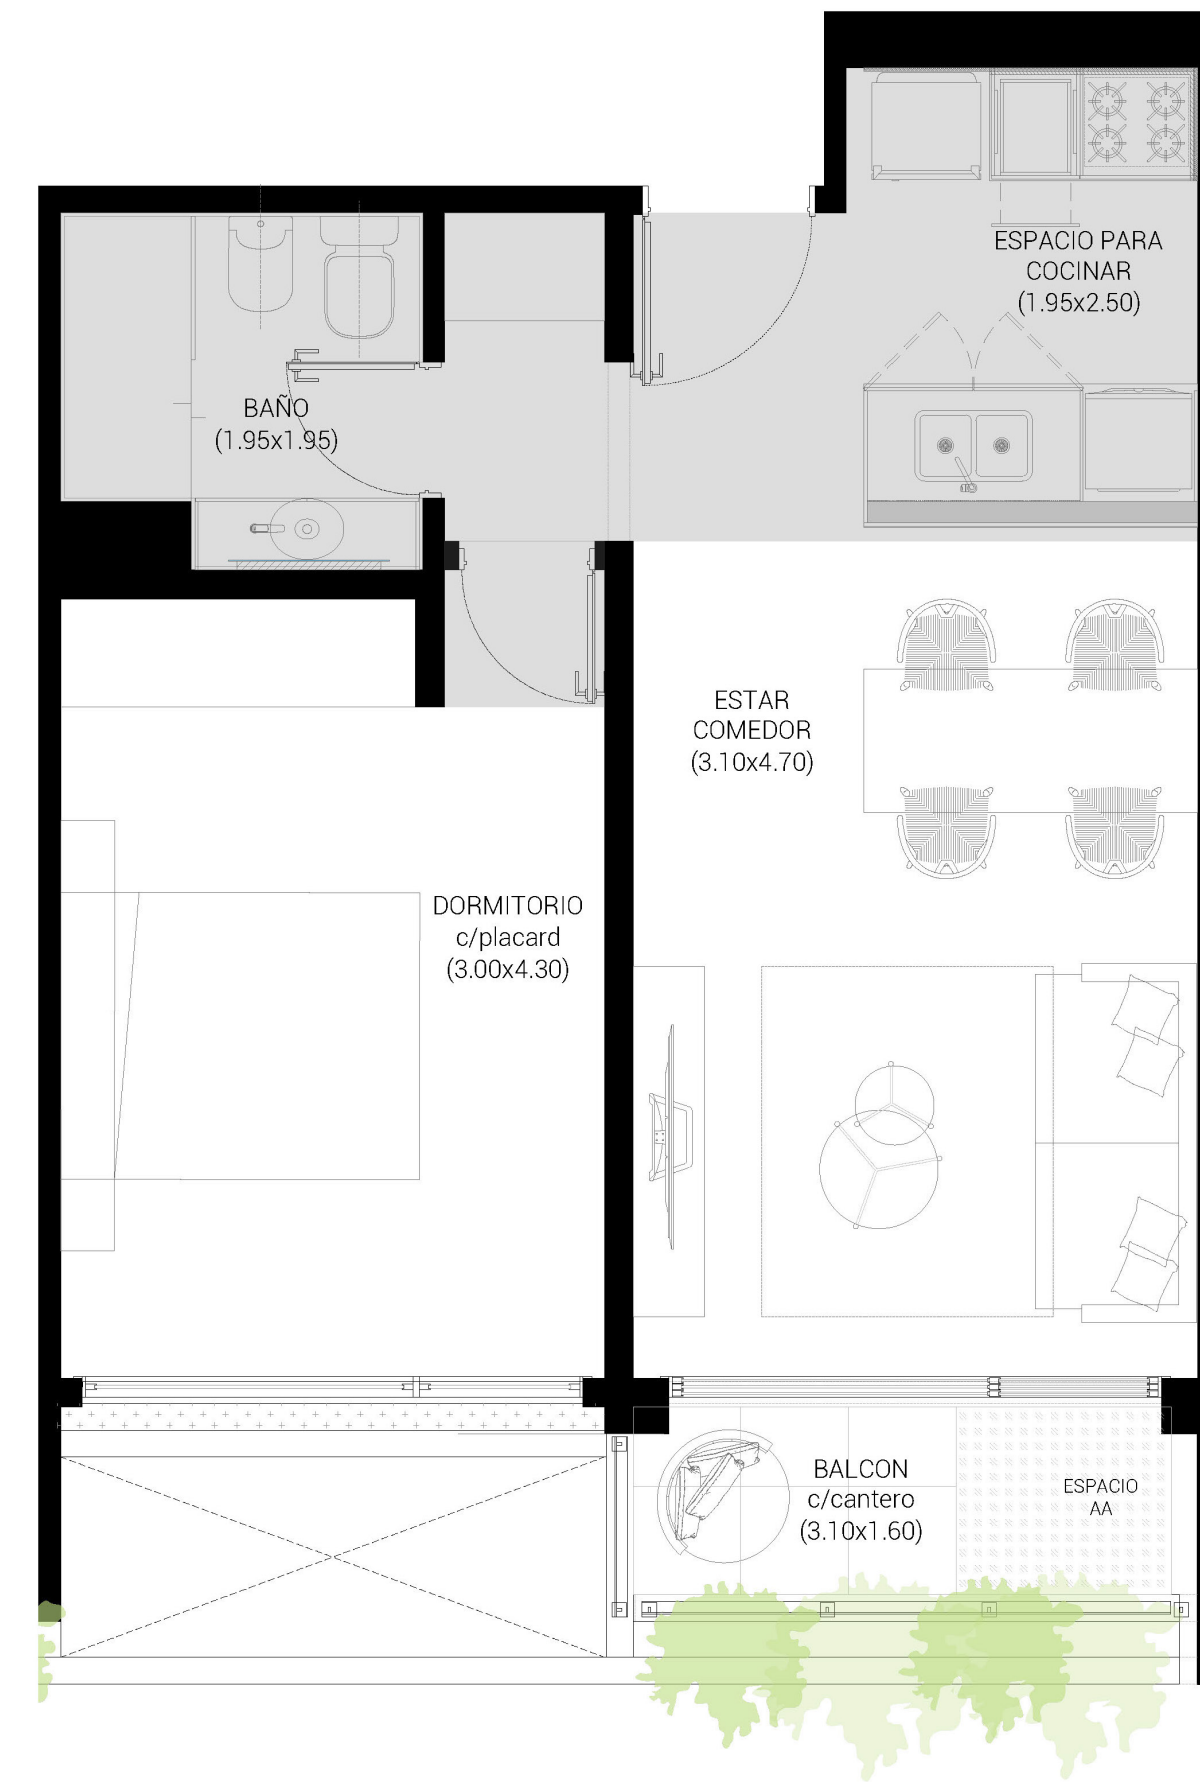 ESPACIO PARA
COCINAR
(1.95x2.50)
BAÑO
(1.95x1.95)
ESTAR
COMEDOR
(3.10x4.70)
DORMITORIO
c/placard
(3.00x4.30)
BALCON
c/cantero
(3.10x1.60)
ESPACIO
AA